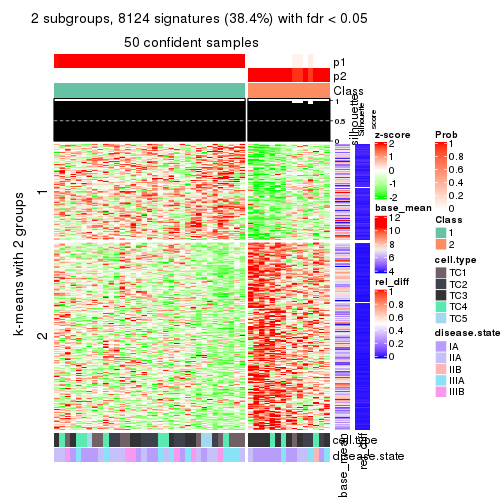 2 subgroups, 8124 signatures (38.4%) with fdr < 0.05
50 confident samples
p1
p2
Class
1
0.5
0
silhouette
Silhouette
score
k-means with 2 groups
1
2
cell.type
disease.state
base_mean
rel_diff
z-score
2
1
0
-1
-2
base_mean
12
10
8
6
4
rel_diff
1
0.8
0.6
0.4
0.2
0
Prob
1
0.8
0.6
0.4
0.2
0
Class
1
2
cell.type
TC1
TC2
TC3
TC4
TC5
disease.state
IA
IIA
IIB
IIIA
IIIB